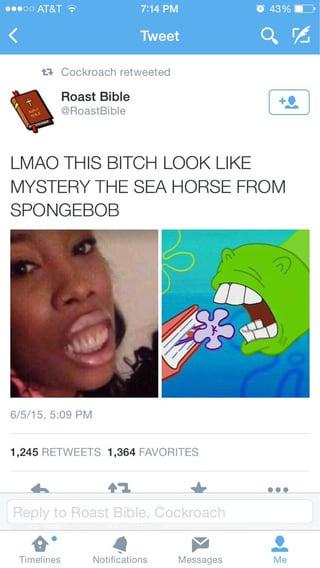 AT&T 7:14 PM 43%
Tweet
Cockroach retweeted
Roast Bible
@RoastBible
LMAO THIS BITCH LOOK LIKE
MYSTERY THE SEA HORSE FROM
SPONGEBOB
6/5/15, 5:09 PM
1,245 RETWEETS 1,364 FAVORITES
Reply to Roast Bible, Cockroach
Timelines Notifications Messages Me